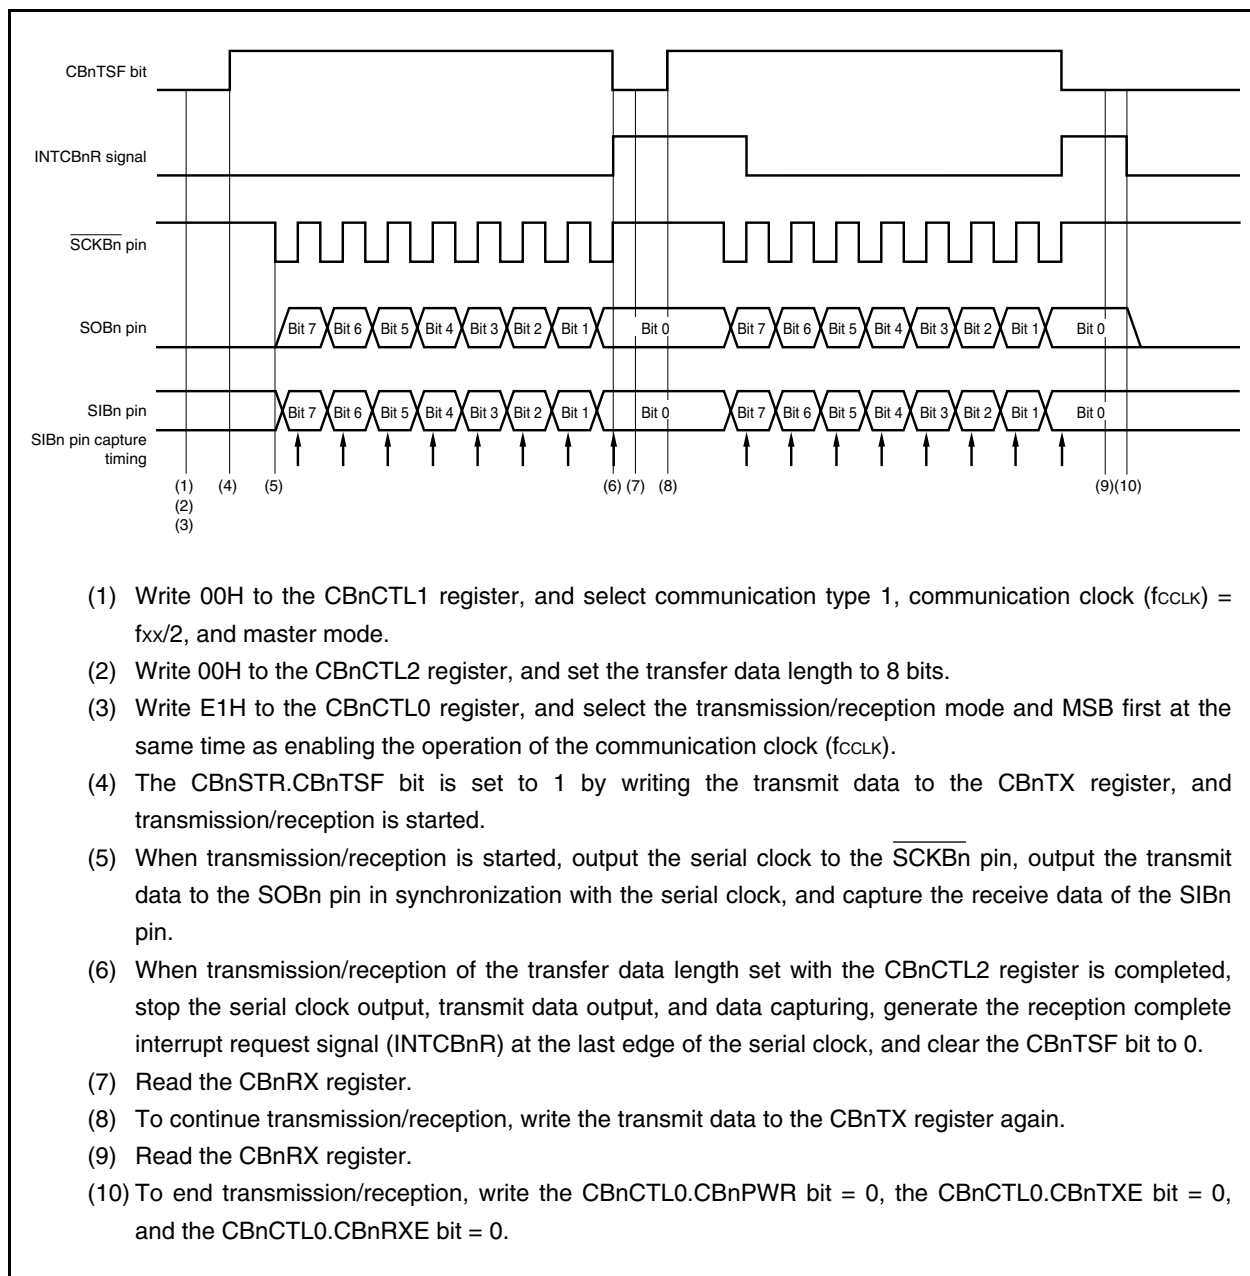 CBnTSF bit
INTCBnR signal
SCKBn pin
SOBn pin
Bit 7 Bit 6 Bit 5 Bit 4 Bit 3 Bit 2 Bit 1 Bit 0 Bit 7 Bit 6 Bit 5 Bit 4 Bit 3 Bit 2 Bit 1 Bit 0
SIBn pin
Bit 7 Bit 6 Bit 5 Bit 4 Bit 3 Bit 2 Bit 1 Bit 0 Bit 7 Bit 6 Bit 5 Bit 4 Bit 3 Bit 2 Bit 1 Bit 0
SIBn pin capture
timing
(1) (4) (5) (6) (7) (8) (9) (10)
(2)
(3)
(1) Write 00H to the CBnCTL1 register, and select communication type 1, communication clock (fCCLK) =
fXX/2, and master mode.
(2) Write 00H to the CBnCTL2 register, and set the transfer data length to 8 bits.
(3) Write E1H to the CBnCTL0 register, and select the transmission/reception mode and MSB first at the
same time as enabling the operation of the communication clock (fCCLK).
(4) The CBnSTR.CBnTSF bit is set to 1 by writing the transmit data to the CBnTX register, and
transmission/reception is started.
(5) When transmission/reception is started, output the serial clock to the SCKBn pin, output the transmit
data to the SOBn pin in synchronization with the serial clock, and capture the receive data of the SIBn
pin.
(6) When transmission/reception of the transfer data length set with the CBnCTL2 register is completed,
stop the serial clock output, transmit data output, and data capturing, generate the reception complete
interrupt request signal (INTCBnR) at the last edge of the serial clock, and clear the CBnTSF bit to 0.
(7) Read the CBnRX register.
(8) To continue transmission/reception, write the transmit data to the CBnTX register again.
(9) Read the CBnRX register.
(10) To end transmission/reception, write the CBnCTL0.CBnPWR bit = 0, the CBnCTL0.CBnTXE bit = 0,
and the CBnCTL0.CBnRXE bit = 0.